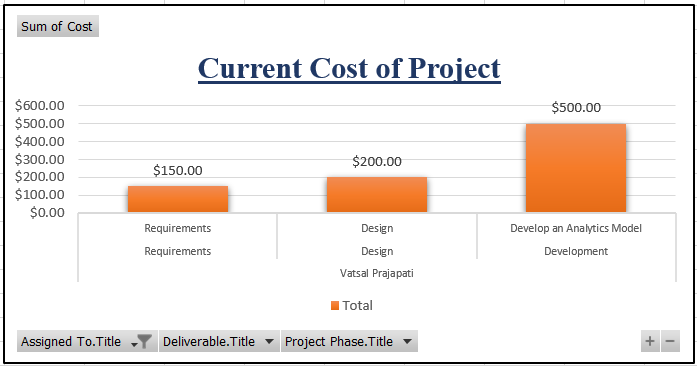 Sum of Cost
Current Cost of Project
$600.00
$500.00
$400.00
$300.00
$200.00
$100.00
$0.00
$150.00
$200.00
$500.00
Requirements Design Develop an Analytics Model
Requirements Design Development
Vatsal Prajapati
Total
Assigned To.Title Deliverable.Title Project Phase.Title + −